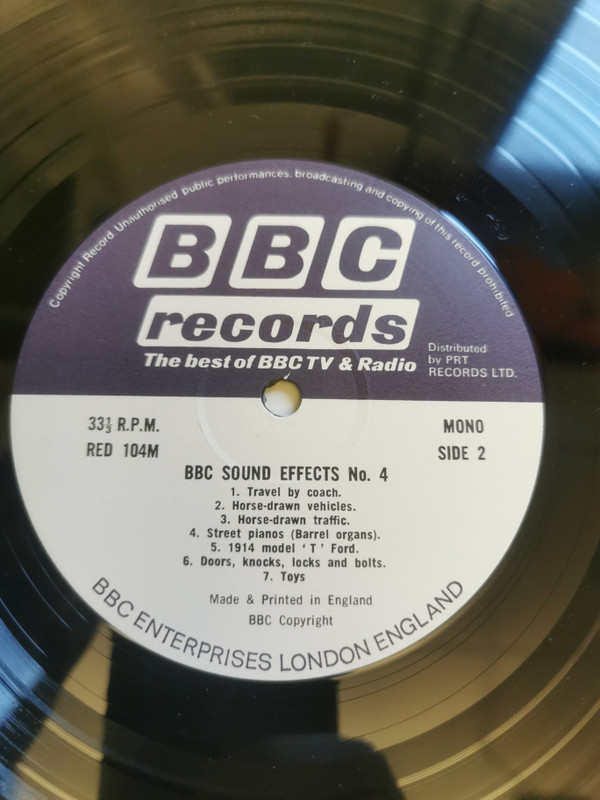 Copyright Record. Unauthorised public performances, broadcasting and copying of this record prohibited
BBC
records
The best of BBC TV & Radio
Distributed
by PRT
RECORDS LTD.
33⅓ R.P.M.
RED 104M
MONO
SIDE 2
BBC SOUND EFFECTS No. 4
1. Travel by coach.
2. Horse-drawn vehicles.
3. Horse-drawn traffic.
4. Street pianos (Barrel organs).
5. 1914 model 'T' Ford.
6. Doors, knocks, locks and bolts.
7. Toys
Made & Printed in England
BBC Copyright
BBC ENTERPRISES LONDON ENGLAND